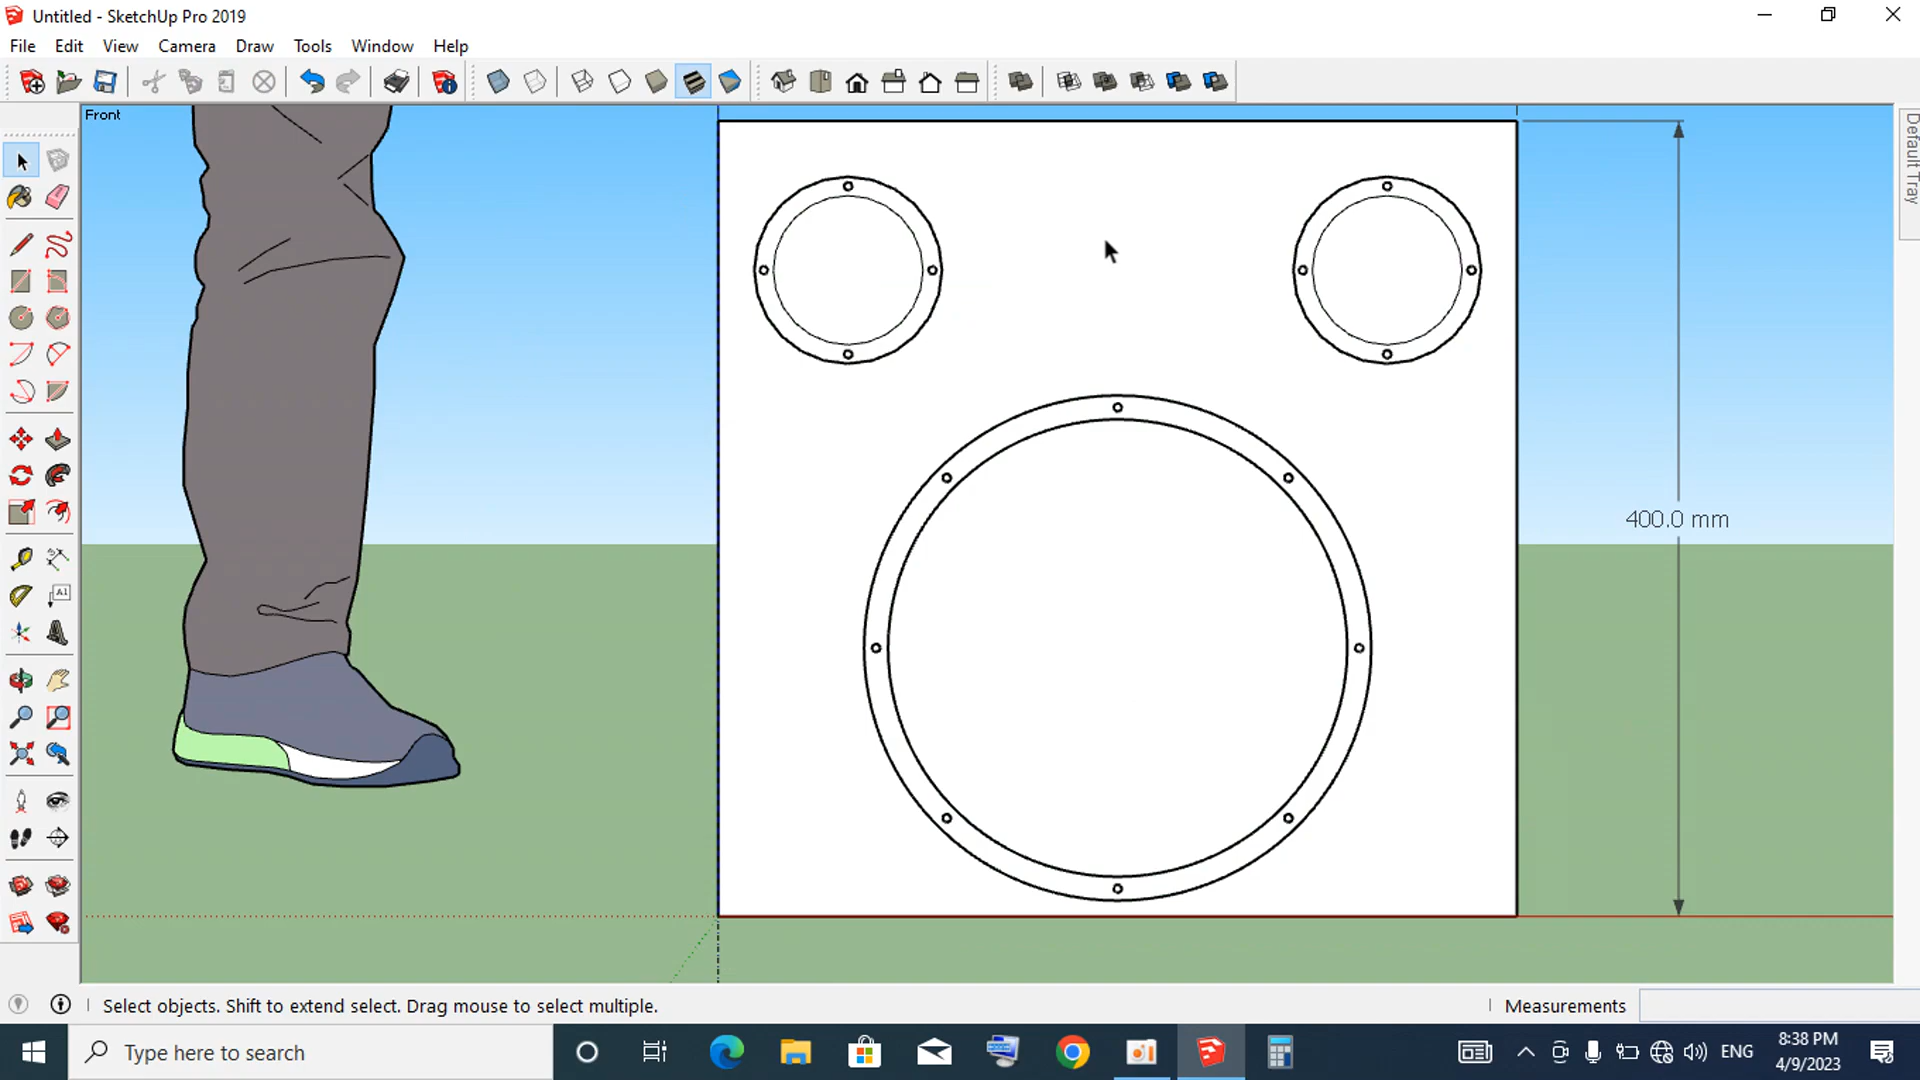 Untitled - SketchUp Pro 2019
File Edit View Camera Draw Tools Window Help
Front
Default Tray
400.0 mm
A1
Select objects. Shift to extend select. Drag mouse to select multiple.
Measurements
Type here to search
ENG
8:38 PM
4/9/2023